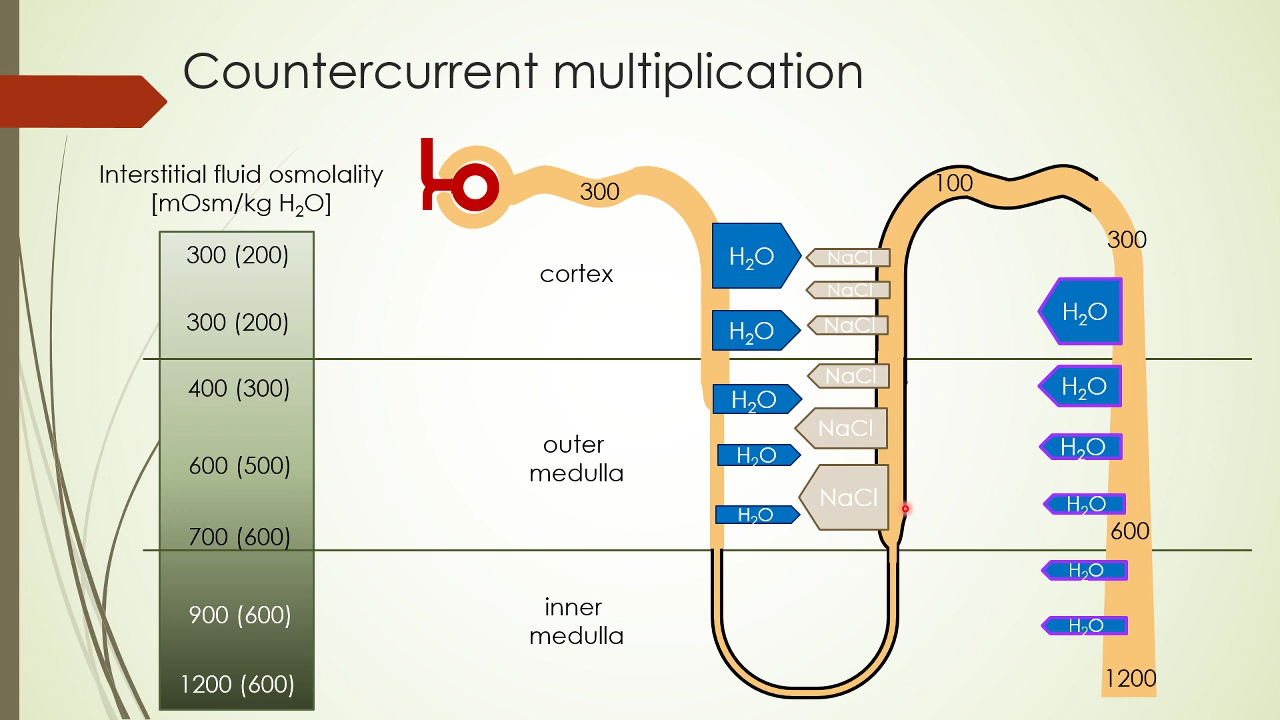 Countercurrent multiplication
Interstitial fluid osmolality
[mOsm/kg H₂O]
300 (200)
300 (200)
400 (300)
600 (500)
700 (600)
900 (600)
1200 (600)
300
cortex
outer
medulla
inner
medulla
H₂O
H₂O
H₂O
H₂O
H₂O
NaCl
NaCl
NaCl
NaCl
NaCl
NaCl
100
300
H₂O
H₂O
H₂O
H₂O
600
H₂O
H₂O
1200